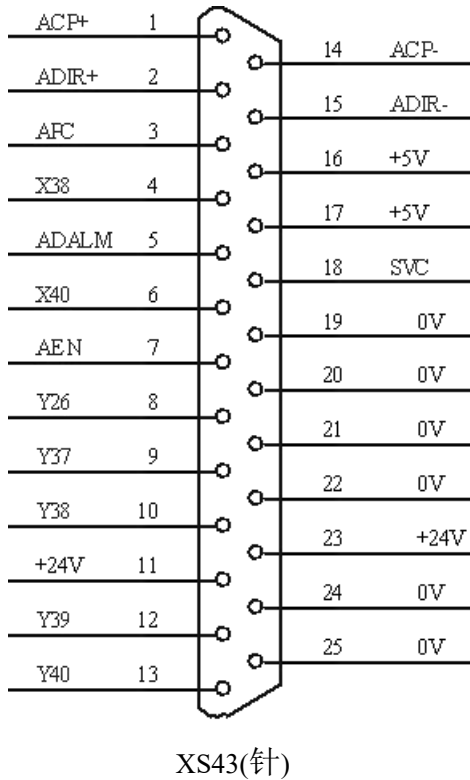 ACP+ 1
14 ACP-
ADIR+ 2
15 ADIR-
AFC 3
16 +5V
X38 4
17 +5V
ADALM 5
18 SVC
X40 6
19 0V
AEN 7
20 0V
Y26 8
21 0V
Y37 9
22 0V
Y38 10
23 +24V
+24V 11
24 0V
Y39 12
25 0V
Y40 13
XS43(针)